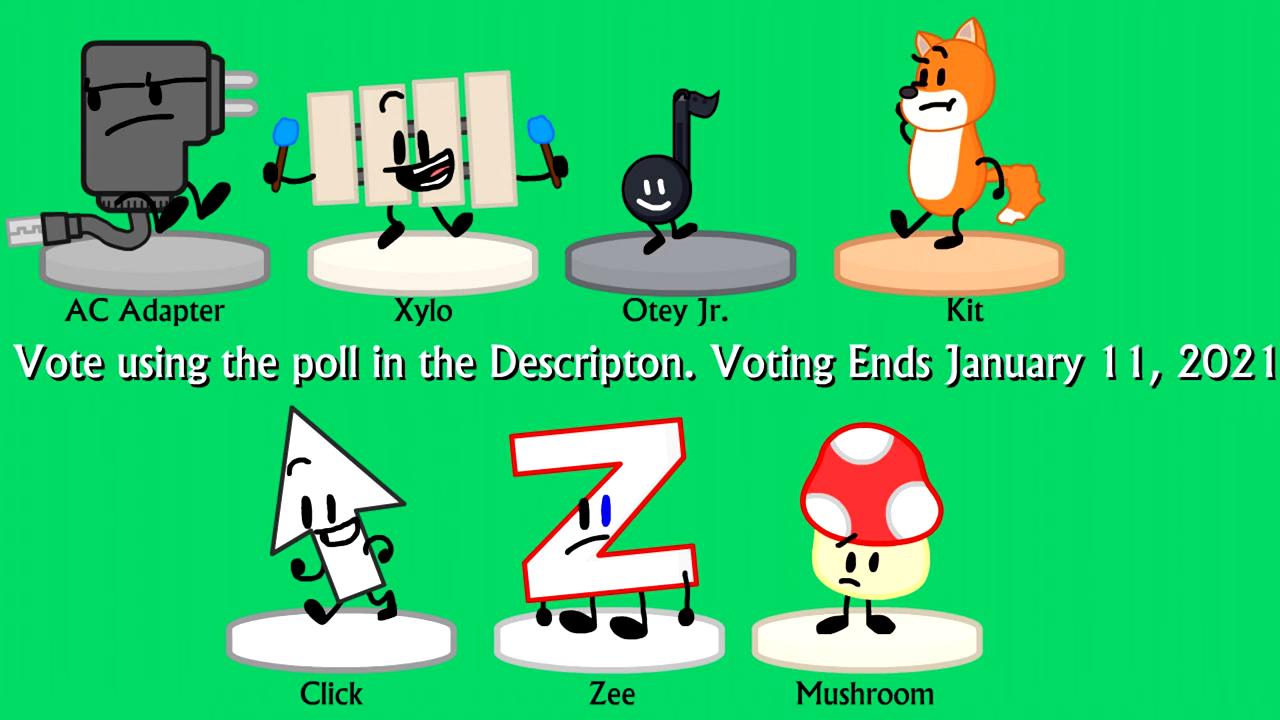 AC Adapter Xylo Otey Jr. Kit
Vote using the poll in the Descripton. Voting Ends January 11, 2021
Click Zee Mushroom